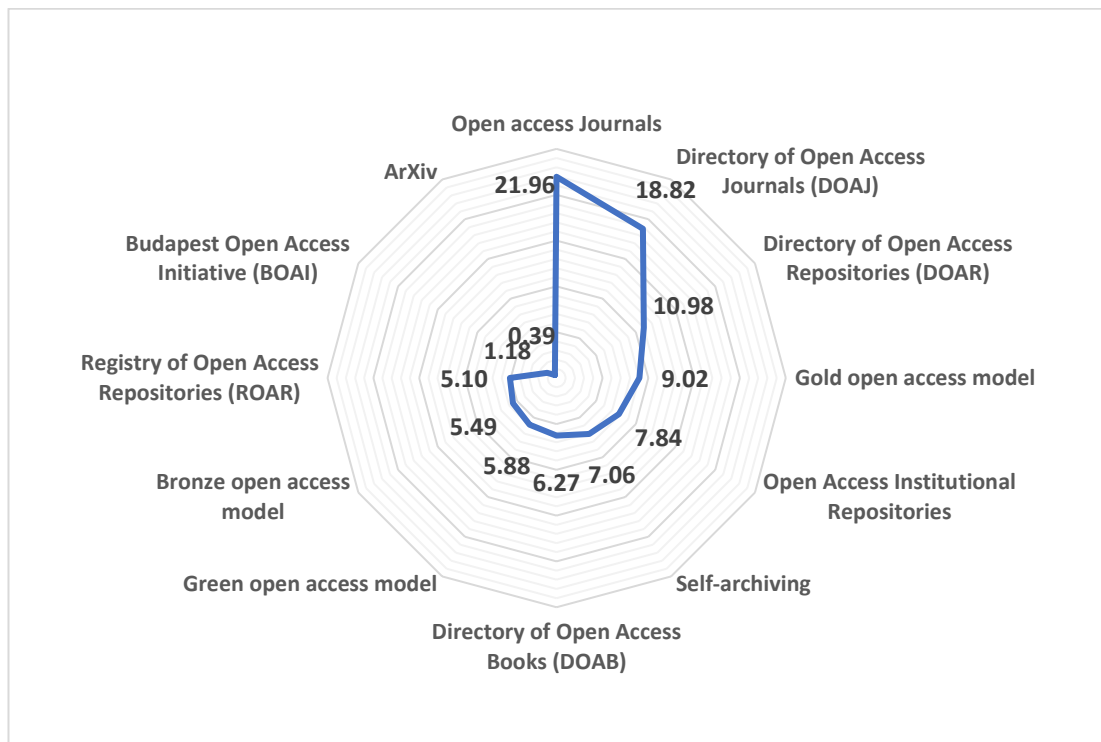 Open access Journals
21.96
Directory of Open Access
Journals (DOAJ)
18.82
Directory of Open Access
Repositories (DOAR)
10.98
Gold open access model
9.02
Open Access Institutional
Repositories
7.84
Self-archiving
7.06
Directory of Open Access
Books (DOAB)
6.27
Green open access model
5.88
Bronze open access
model
5.49
Registry of Open Access
Repositories (ROAR)
5.10
Budapest Open Access
Initiative (BOAI)
1.18
ArXiv
0.39